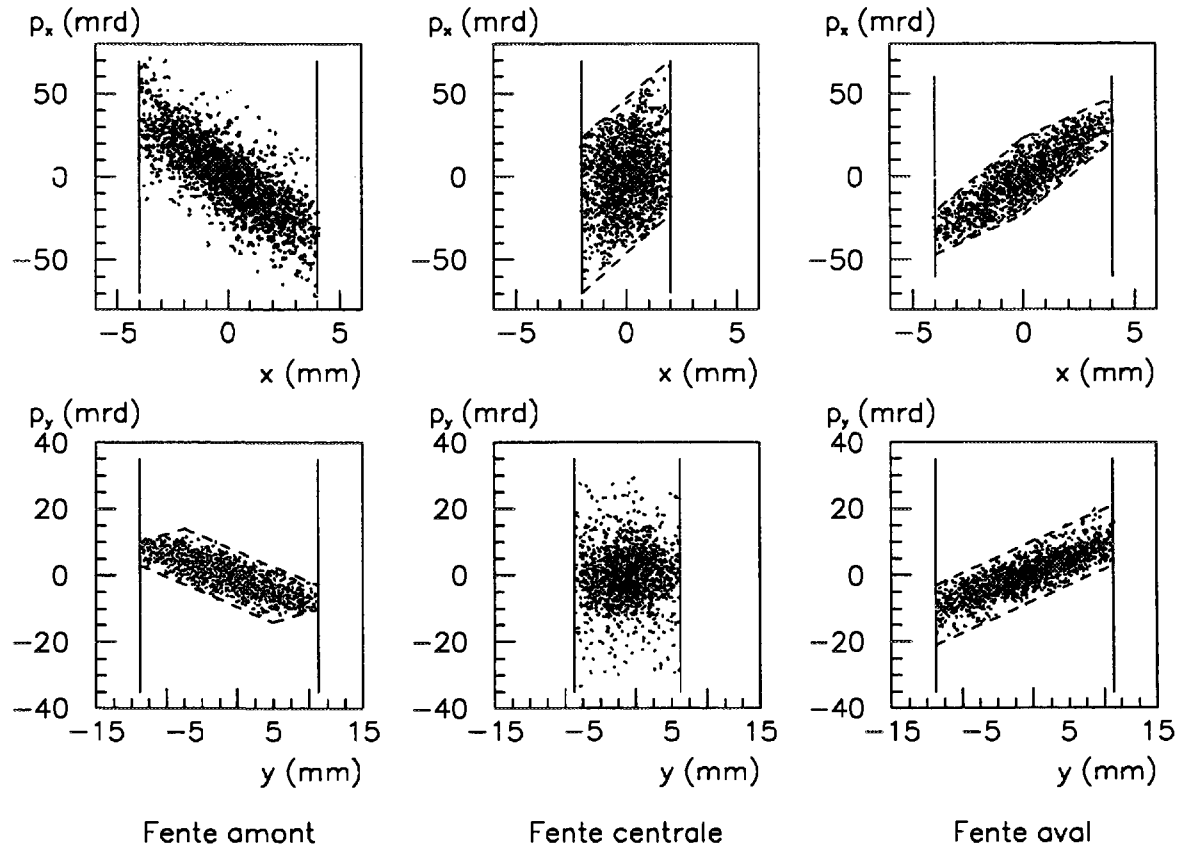 pₓ (mrd) pₓ (mrd) pₓ (mrd)
50 50 50
0 0 0
−50 −50 −50
−5 0 5 −5 0 5 −5 0 5
x (mm) x (mm) x (mm)
p_y (mrd) p_y (mrd) p_y (mrd)
40 40 40
20 20 20
0 0 0
−20 −20 −20
−40 −40 −40
−15 −5 5 15 −15 −5 5 15 −15 −5 5 15
y (mm) y (mm) y (mm)
Fente amont Fente centrale Fente aval